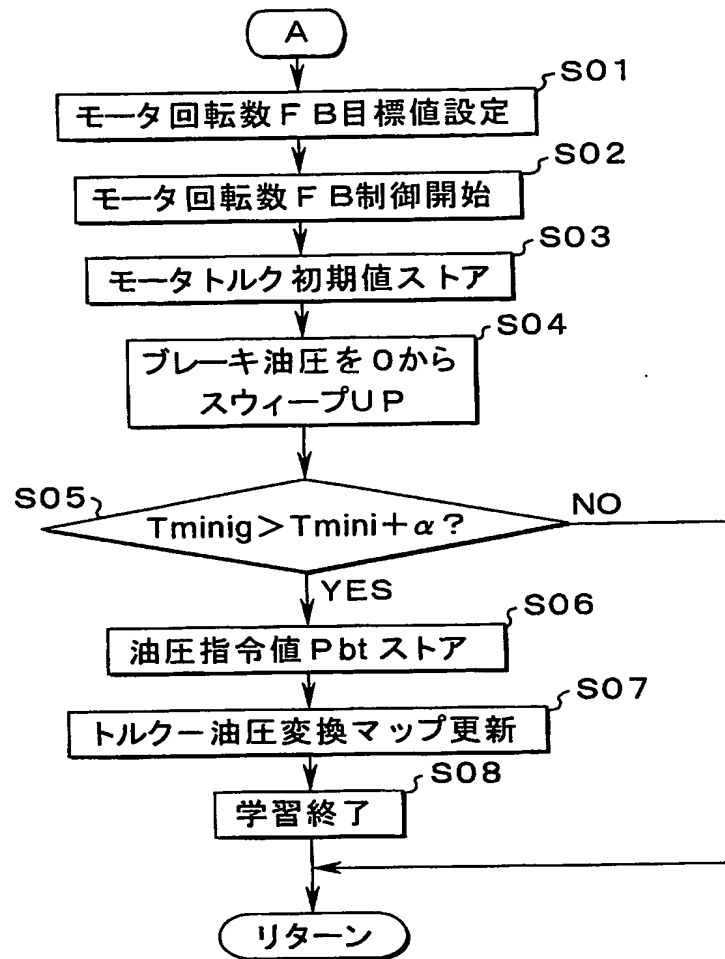 A
S01
モータ回転数FB目標値設定
S02
モータ回転数FB制御開始
S03
モータトルク初期値ストア
S04
ブレーキ油圧を0から
スウィープUP
S05
Tminig>Tmini+α?
NO
YES
S06
油圧指令値Pbtストア
S07
トルクー油圧変換マップ更新
S08
学習終了
リターン